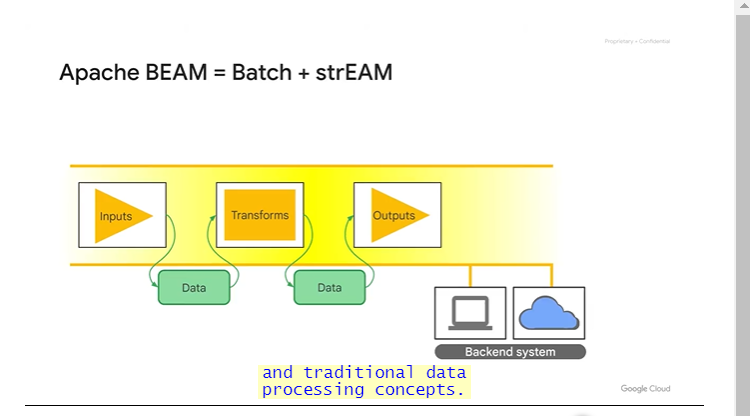 Proprietary + Confidential
Apache BEAM = Batch + strEAM
Inputs
Transforms
Outputs
Data
Data
Backend system
and traditional data
processing concepts.
Google Cloud